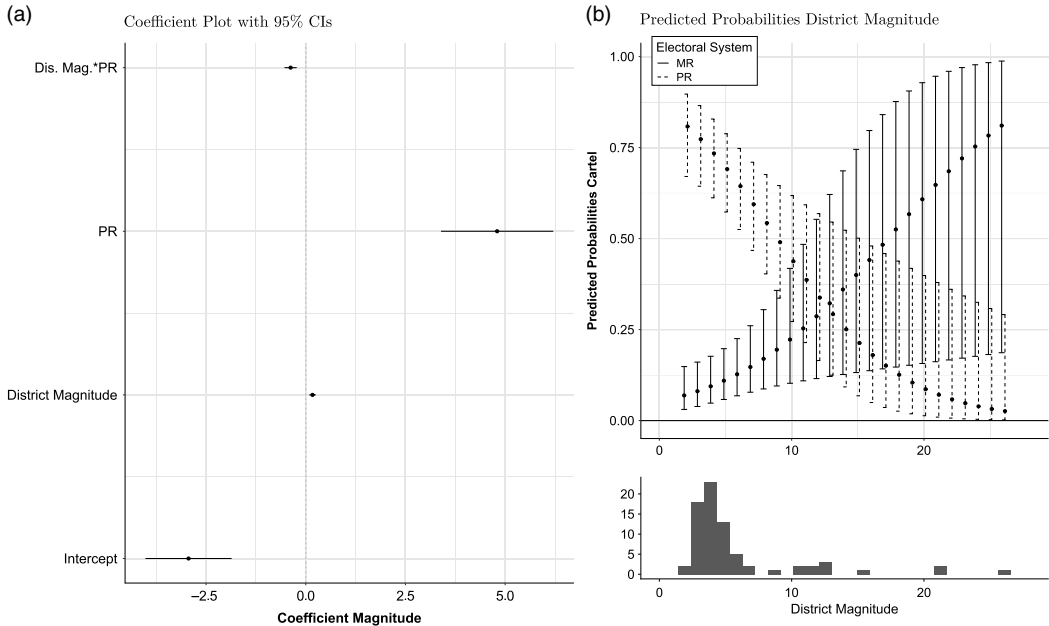 (a)
Coefficient Plot with 95% CIs
Dis. Mag.*PR
PR
District Magnitude
Intercept
−2.5
0.0
2.5
5.0
Coefficient Magnitude
(b)
Predicted Probabilities District Magnitude
Electoral System
MR
PR
Predicted Probabilities Cartel
1.00
0.75
0.50
0.25
0.00
0
10
20
20
15
10
5
0
0
10
20
District Magnitude